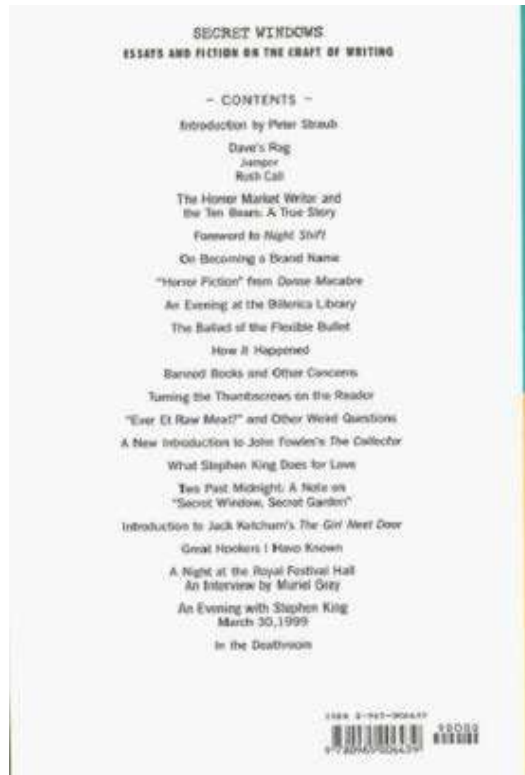 SECRET WINDOWS
ESSAYS AND FICTION ON THE CRAFT OF WRITING
- CONTENTS -
Introduction by Peter Straub
Dave's Rag
Jumper
Rush Call
The Horror Market Writer and
the Ten Bears: A True Story
Foreword to Night Shift
On Becoming a Brand Name
"Horror Fiction" from Danse Macabre
An Evening at the Billerica Library
The Ballad of the Flexible Bullet
How It Happened
Banned Books and Other Concerns
Turning the Thumbscrews on the Reader
"Ever Et Raw Meat?" and Other Weird Questions
A New Introduction to John Fowles's The Collector
What Stephen King Does for Love
Two Past Midnight: A Note on
"Secret Window, Secret Garden"
Introduction to Jack Ketchum's The Girl Next Door
Great Hookers I Have Known
A Night at the Royal Festival Hall
An Interview by Muriel Gray
An Evening with Stephen King
March 30, 1999
In the Deathroom
90000
9 780965 006439